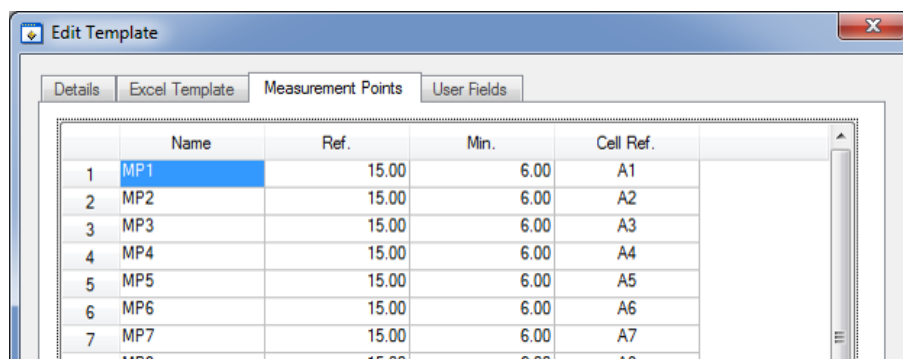 Edit Template
Details Excel Template Measurement Points User Fields
Name Ref. Min. Cell Ref.
1 MP1 15.00 6.00 A1
2 MP2 15.00 6.00 A2
3 MP3 15.00 6.00 A3
4 MP4 15.00 6.00 A4
5 MP5 15.00 6.00 A5
6 MP6 15.00 6.00 A6
7 MP7 15.00 6.00 A7